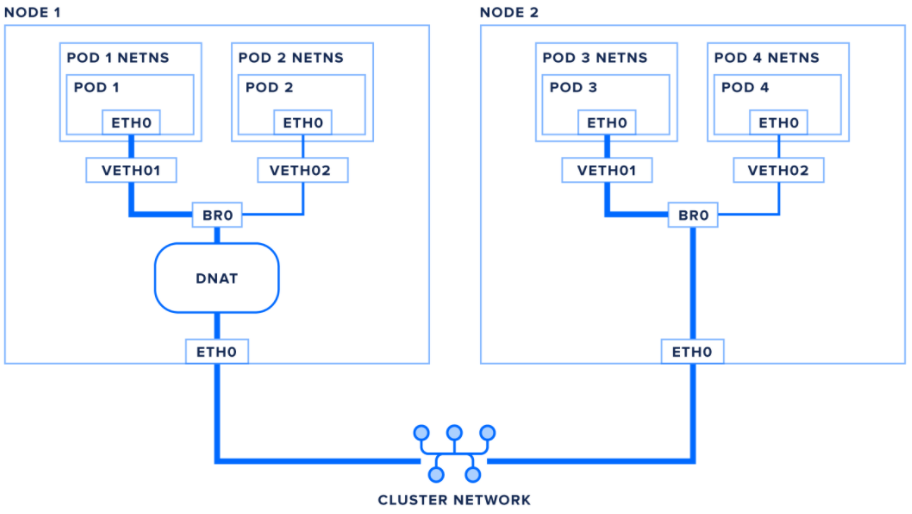 NODE 1
POD 1 NETNS
POD 1
ETH0
VETH01
POD 2 NETNS
POD 2
ETH0
VETH02
BR0
DNAT
ETH0
NODE 2
POD 3 NETNS
POD 3
ETH0
VETH01
POD 4 NETNS
POD 4
ETH0
VETH02
BR0
ETH0
CLUSTER NETWORK